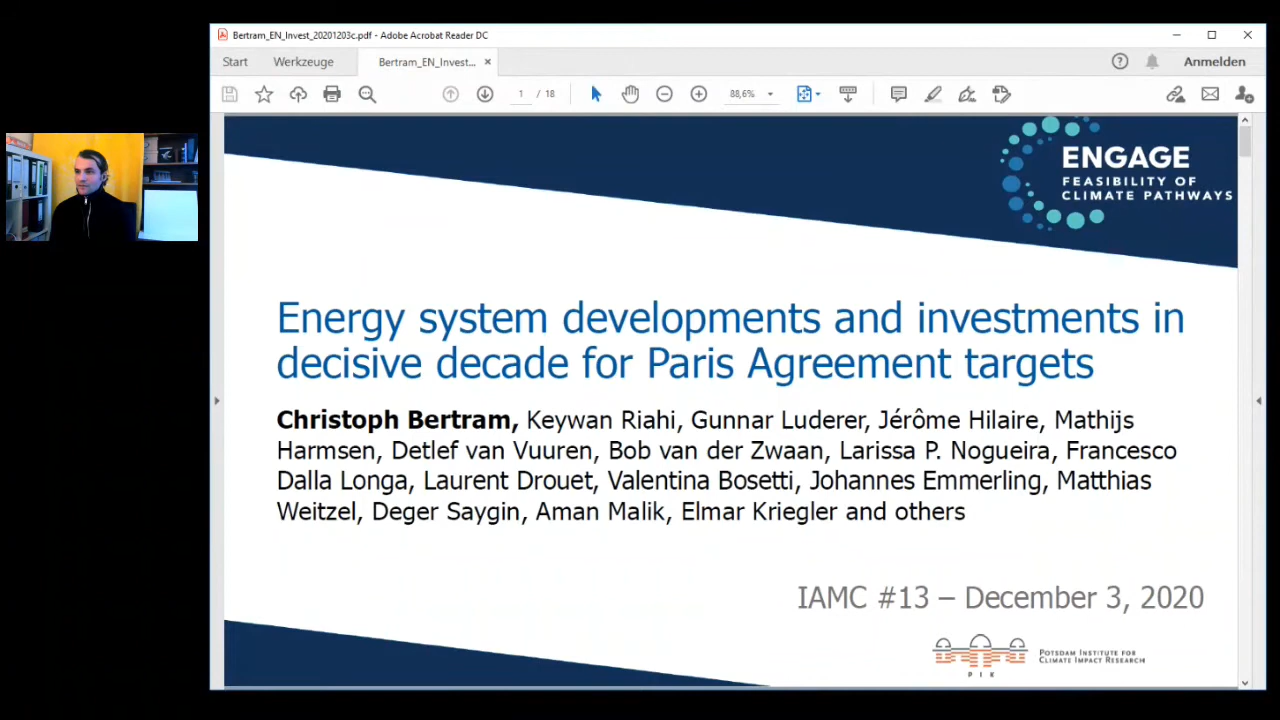 Bertram_EN_Invest_20201203c.pdf - Adobe Acrobat Reader DC
Start Werkzeuge Bertram_EN_Invest... × Anmelden
1 / 18 88,6%
ENGAGE
FEASIBILITY OF
CLIMATE PATHWAYS
Energy system developments and investments in
decisive decade for Paris Agreement targets
Christoph Bertram, Keywan Riahi, Gunnar Luderer, Jérôme Hilaire, Mathijs
Harmsen, Detlef van Vuuren, Bob van der Zwaan, Larissa P. Nogueira, Francesco
Dalla Longa, Laurent Drouet, Valentina Bosetti, Johannes Emmerling, Matthias
Weitzel, Deger Saygin, Aman Malik, Elmar Kriegler and others
IAMC #13 – December 3, 2020
POTSDAM INSTITUTE FOR
CLIMATE IMPACT RESEARCH
PIK